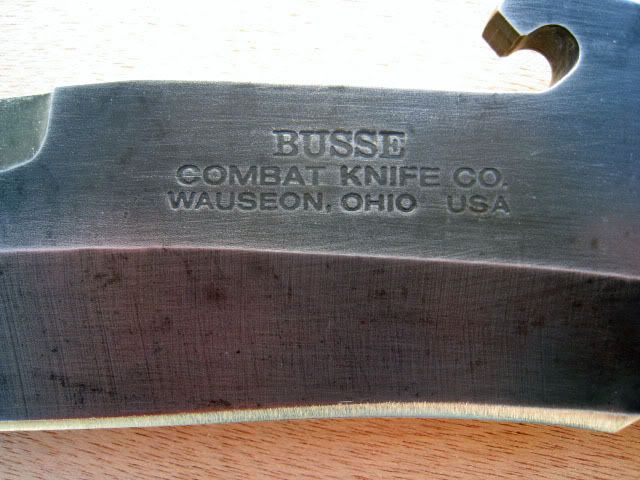 BUSSE
COMBAT KNIFE CO.
WAUSEON, OHIO USA